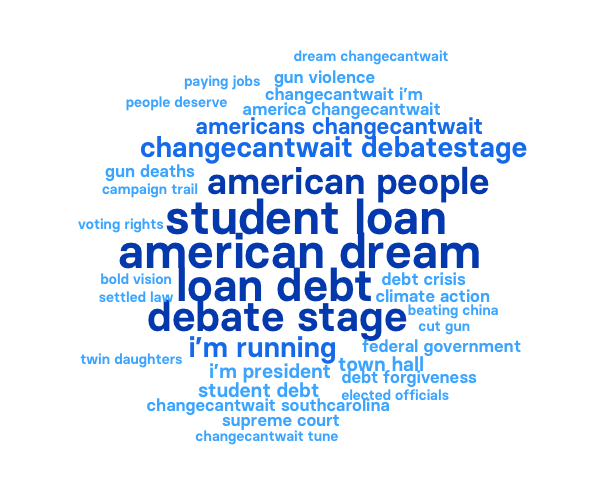 dream changecantwait
paying jobs
gun violence
changecantwait i'm
people deserve
america changecantwait
americans changecantwait
changecantwait debatestage
gun deaths
american people
campaign trail
student loan
voting rights
american dream
bold vision
loan debt
debt crisis
settled law
climate action
debate stage
beating china
cut gun
i'm running
federal government
twin daughters
town hall
i'm president
debt forgiveness
student debt
elected officials
changecantwait southcarolina
supreme court
changecantwait tune